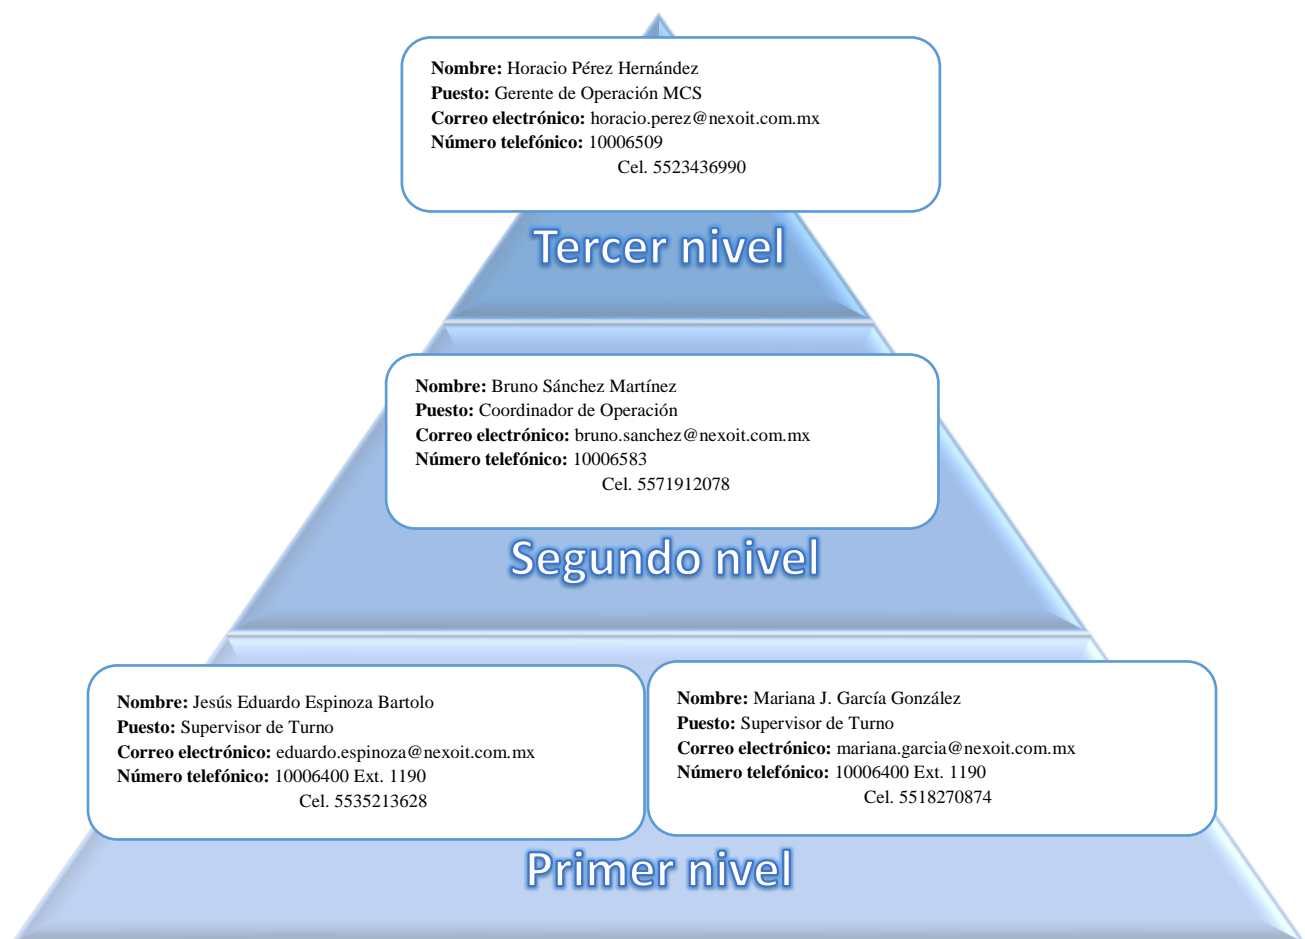 Nombre: Horacio Pérez Hernández
Puesto: Gerente de Operación MCS
Correo electrónico: horacio.perez@nexoit.com.mx
Número telefónico: 10006509
Cel. 5523436990
Tercer nivel
Nombre: Bruno Sánchez Martínez
Puesto: Coordinador de Operación
Correo electrónico: bruno.sanchez@nexoit.com.mx
Número telefónico: 10006583
Cel. 5571912078
Segundo nivel
Nombre: Jesús Eduardo Espinoza Bartolo
Puesto: Supervisor de Turno
Correo electrónico: eduardo.espinoza@nexoit.com.mx
Número telefónico: 10006400 Ext. 1190
Cel. 5535213628
Nombre: Mariana J. García González
Puesto: Supervisor de Turno
Correo electrónico: mariana.garcia@nexoit.com.mx
Número telefónico: 10006400 Ext. 1190
Cel. 5518270874
Primer nivel